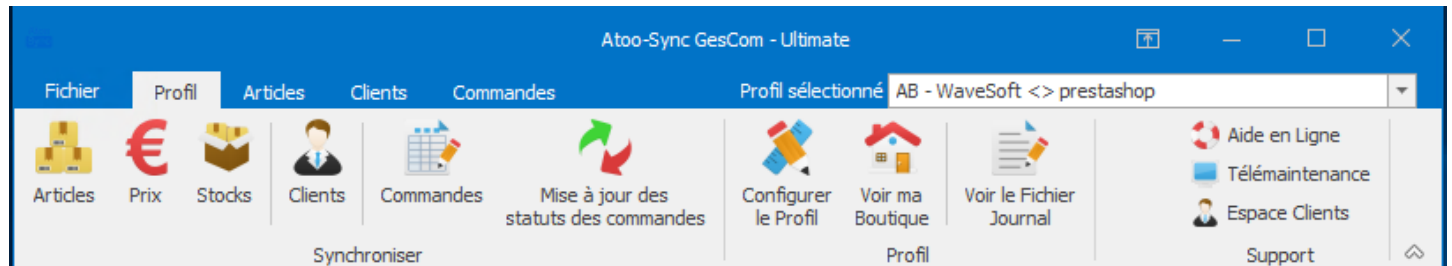 Atoo-Sync GesCom - Ultimate
Fichier Profil Articles Clients Commandes Profil sélectionné AB - WaveSoft <> prestashop
Articles Prix Stocks Clients Commandes Mise à jour des statuts des commandes Configurer le Profil Voir ma Boutique Voir le Fichier Journal
Aide en Ligne
Télémaintenance
Espace Clients
Synchroniser Profil Support